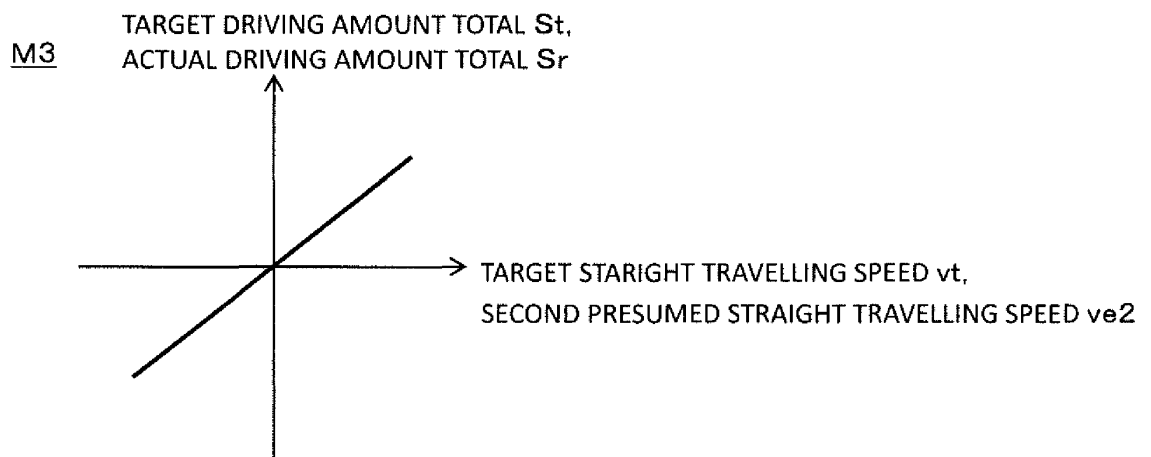 TARGET DRIVING AMOUNT TOTAL St,
M3 ACTUAL DRIVING AMOUNT TOTAL Sr
TARGET STARIGHT TRAVELLING SPEED vt,
SECOND PRESUMED STRAIGHT TRAVELLING SPEED ve2